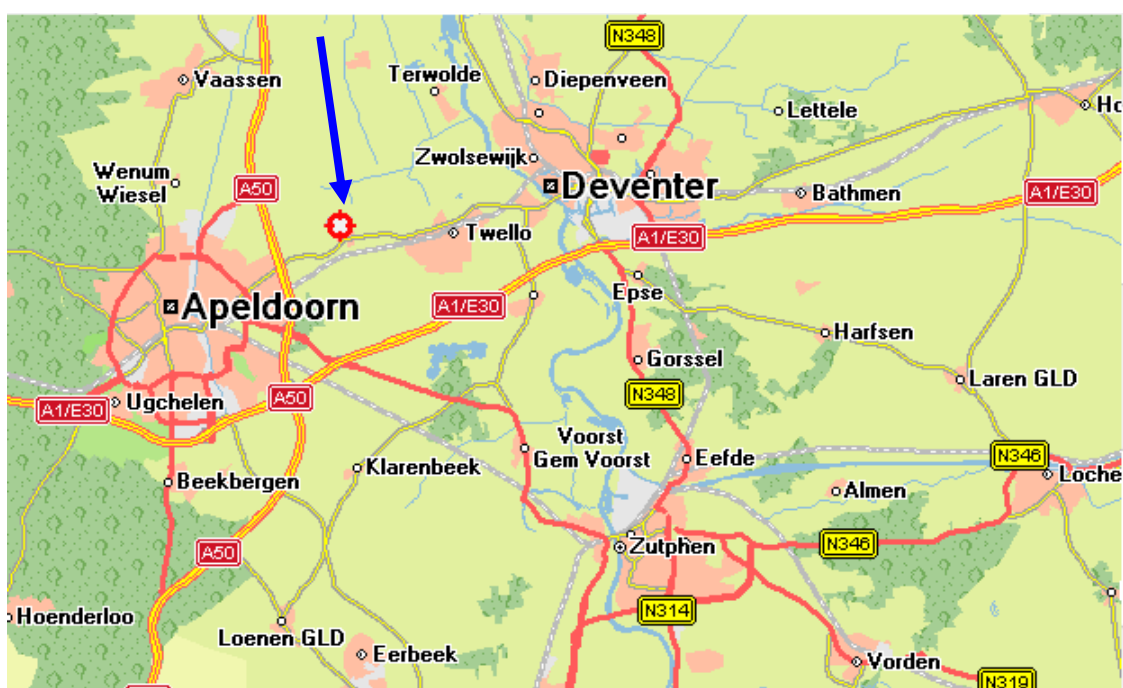 N348
Vaassen
Terwolde
Diepenveen
Lettele
Zwolsewijk
Wenum
Wiesel
A50
Deventer
Bathmen
A1/E30
Twello
A1/E30
Epse
Apeldoorn
A1/E30
Harfsen
Gorssel
Laren GLD
N348
A50
Ugchelen
A1/E30
Voorst
Gem Voorst
Klarenbeek
Eefde
N346
Beekbergen
Almen
Zutphen
N346
A50
Hoenderloo
N314
Loenen GLD
Eerbeek
Vorden
N319